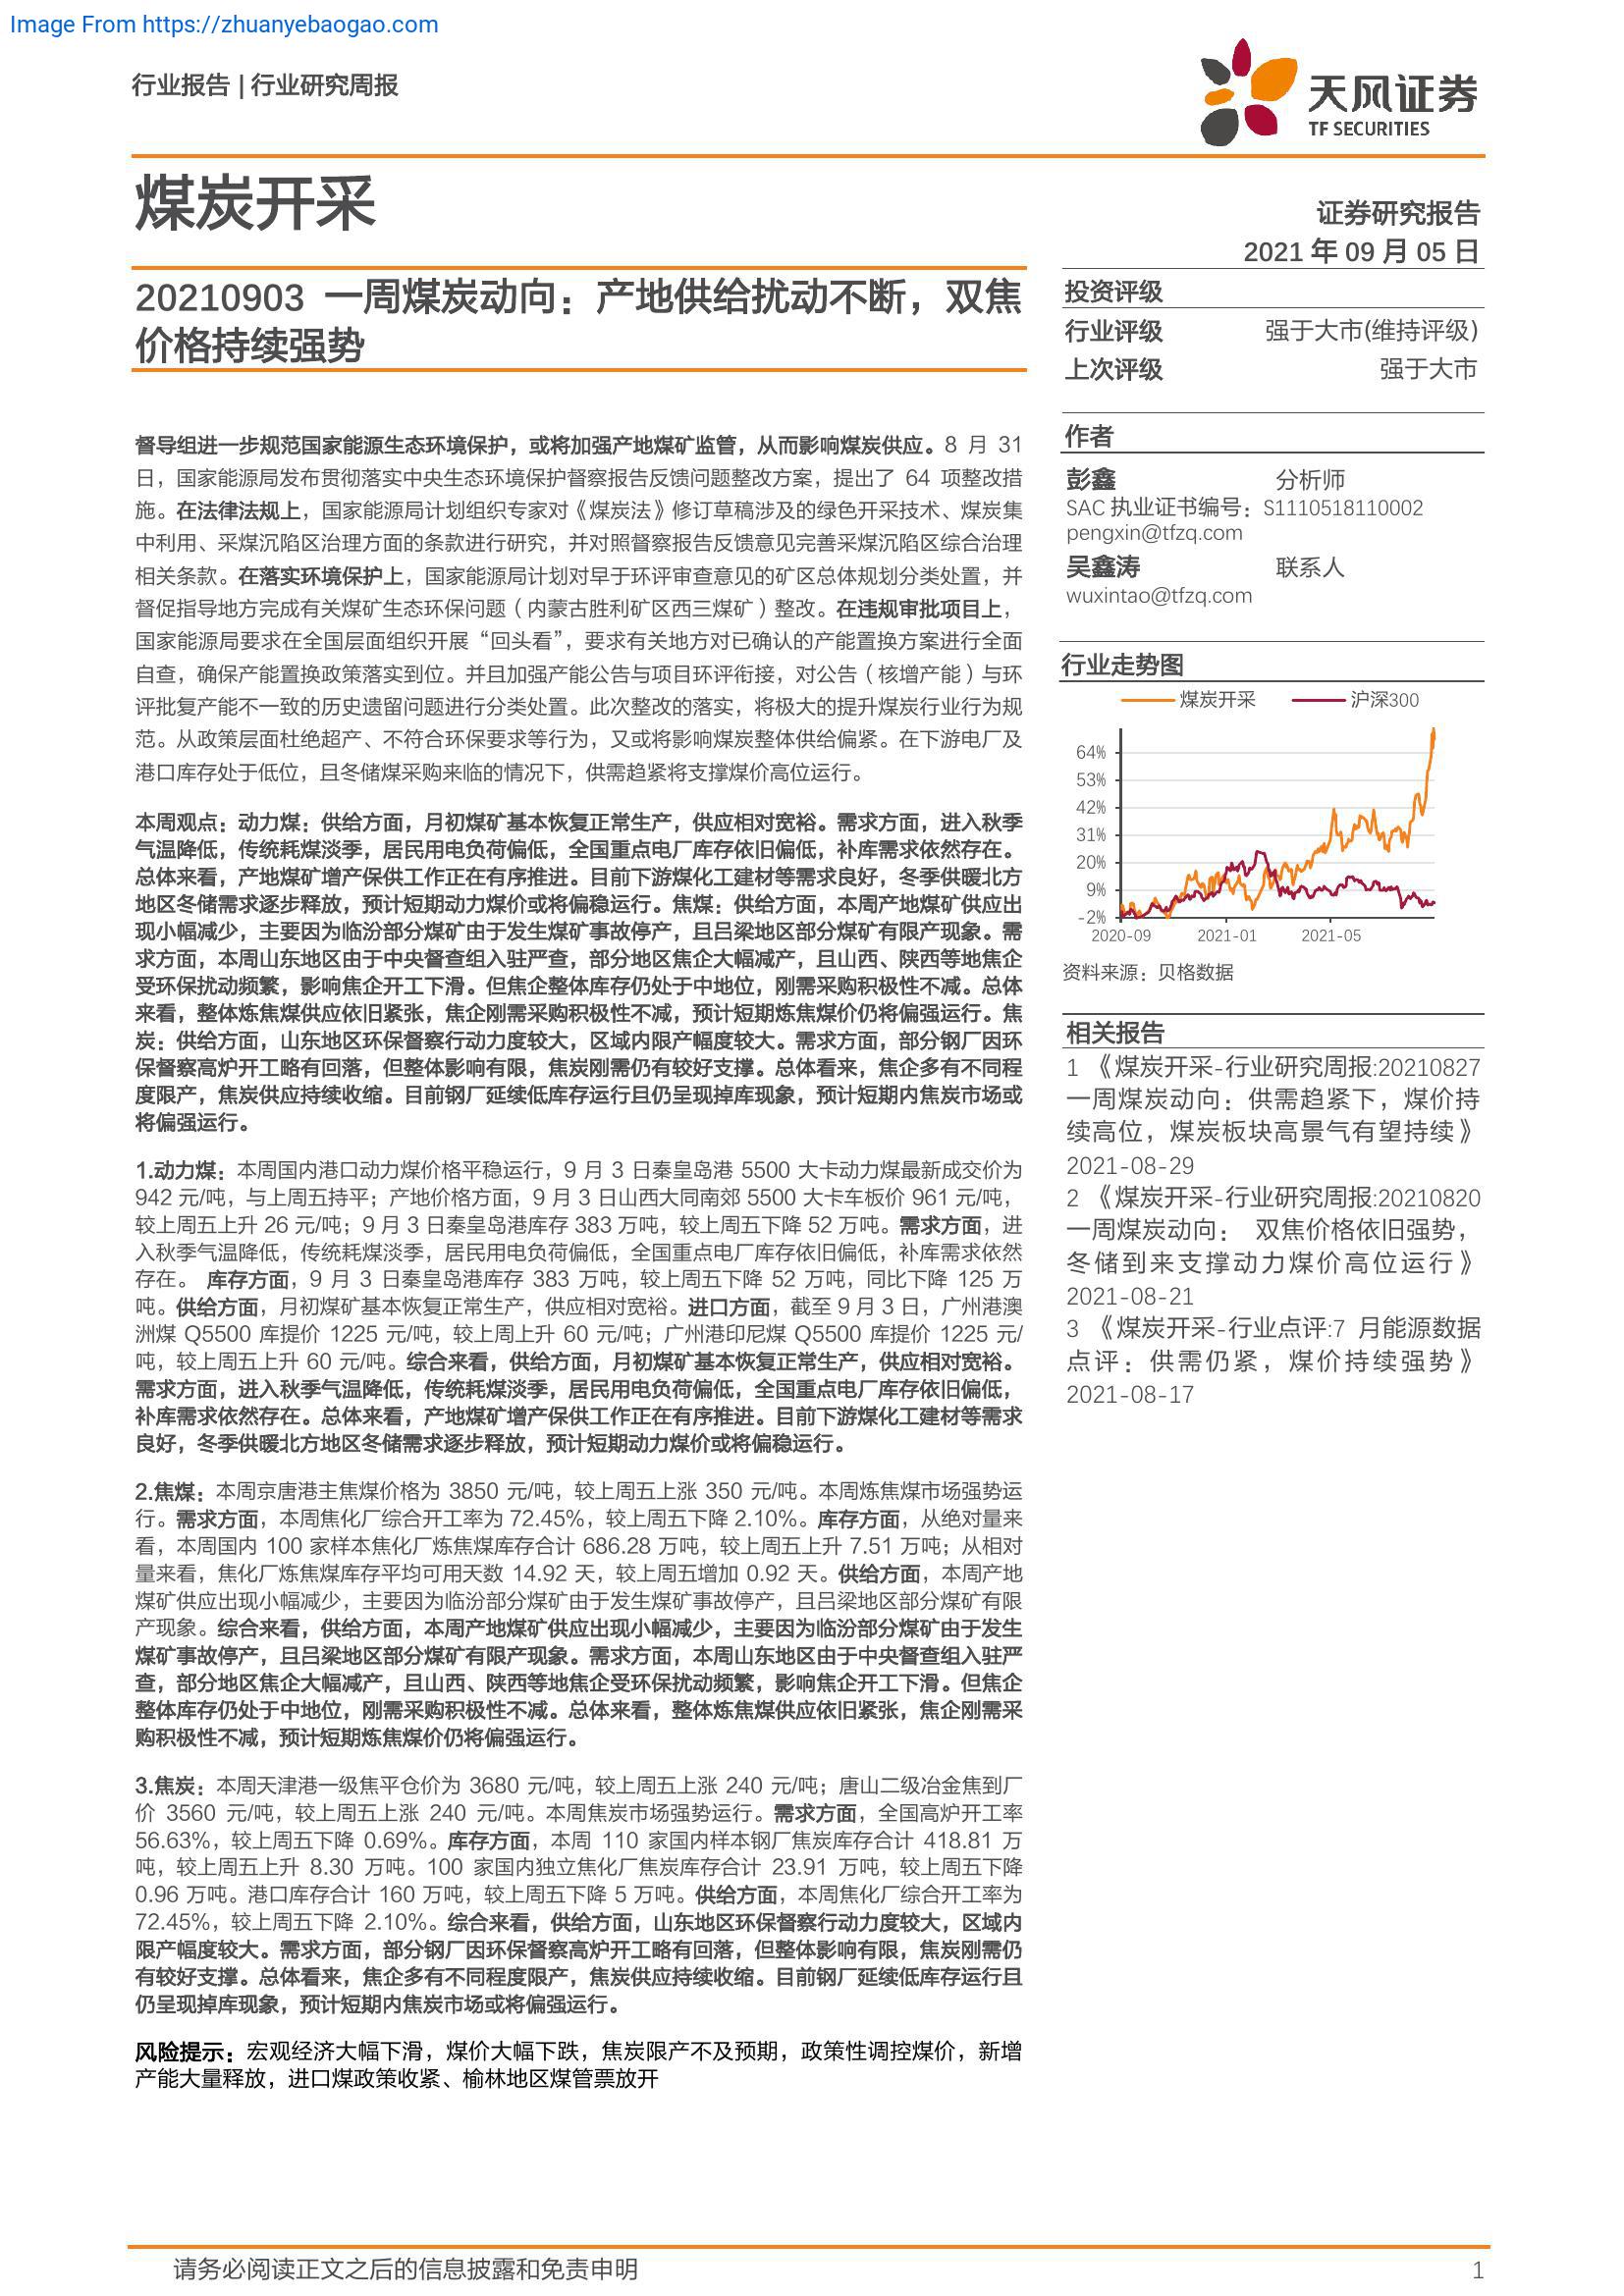 Image From https://zhuanyebaogao.com
行业报告 | 行业研究周报
天风证券
TF SECURITIES
煤炭开采
证券研究报告
2021 年 09 月 05 日
20210903 一周煤炭动向：产地供给扰动不断，双焦
价格持续强势
投资评级
行业评级 强于大市(维持评级)
上次评级 强于大市
督导组进一步规范国家能源生态环境保护，或将加强产地煤矿监管，从而影响煤炭供应。8 月 31
日，国家能源局发布贯彻落实中央生态环境保护督察报告反馈问题整改方案，提出了 64 项整改措
施。在法律法规上，国家能源局计划组织专家对《煤炭法》修订草稿涉及的绿色开采技术、煤炭集
中利用、采煤沉陷区治理方面的条款进行研究，并对照督察报告反馈意见完善采煤沉陷区综合治理
相关条款。在落实环境保护上，国家能源局计划对早于环评审查意见的矿区总体规划分类处置，并
督促指导地方完成有关煤矿生态环保问题（内蒙古胜利矿区西三煤矿）整改。在违规审批项目上，
国家能源局要求在全国层面组织开展“回头看”，要求有关地方对已确认的产能置换方案进行全面
自查，确保产能置换政策落实到位。并且加强产能公告与项目环评衔接，对公告（核增产能）与环
评批复产能不一致的历史遗留问题进行分类处置。此次整改的落实，将极大的提升煤炭行业行为规
范。从政策层面杜绝超产、不符合环保要求等行为，又或将影响煤炭整体供给偏紧。在下游电厂及
港口库存处于低位，且冬储煤采购来临的情况下，供需趋紧将支撑煤价高位运行。
本周观点：动力煤：供给方面，月初煤矿基本恢复正常生产，供应相对宽裕。需求方面，进入秋季
气温降低，传统耗煤淡季，居民用电负荷偏低，全国重点电厂库存依旧偏低，补库需求依然存在。
总体来看，产地煤矿增产保供工作正在有序推进。目前下游煤化工建材等需求良好，冬季供暖北方
地区冬储需求逐步释放，预计短期动力煤价或将偏稳运行。焦煤：供给方面，本周产地煤矿供应出
现小幅减少，主要因为临汾部分煤矿由于发生煤矿事故停产，且吕梁地区部分煤矿有限产现象。需
求方面，本周山东地区由于中央督查组入驻严查，部分地区焦企大幅减产，且山西、陕西等地焦企
受环保扰动频繁，影响焦企开工下滑。但焦企整体库存仍处于中地位，刚需采购积极性不减。总体
来看，整体炼焦煤供应依旧紧张，焦企刚需采购积极性不减，预计短期炼焦煤价仍将偏强运行。焦
炭：供给方面，山东地区环保督察行动力度较大，区域内限产幅度较大。需求方面，部分钢厂因环
保督察高炉开工略有回落，但整体影响有限，焦炭刚需仍有较好支撑。总体看来，焦企多有不同程
度限产，焦炭供应持续收缩。目前钢厂延续低库存运行且仍呈现掉库现象，预计短期内焦炭市场或
将偏强运行。
1.动力煤：本周国内港口动力煤价格平稳运行，9 月 3 日秦皇岛港 5500 大卡动力煤最新成交价为
942 元/吨，与上周五持平；产地价格方面，9 月 3 日山西大同南郊 5500 大卡车板价 961 元/吨，
较上周五上升 26 元/吨；9 月 3 日秦皇岛港库存 383 万吨，较上周五下降 52 万吨。需求方面，进
入秋季气温降低，传统耗煤淡季，居民用电负荷偏低，全国重点电厂库存依旧偏低，补库需求依然
存在。 库存方面，9 月 3 日秦皇岛港库存 383 万吨，较上周五下降 52 万吨，同比下降 125 万
吨。供给方面，月初煤矿基本恢复正常生产，供应相对宽裕。进口方面，截至 9 月 3 日，广州港澳
洲煤 Q5500 库提价 1225 元/吨，较上周上升 60 元/吨；广州港印尼煤 Q5500 库提价 1225 元/
吨，较上周五上升 60 元/吨。综合来看，供给方面，月初煤矿基本恢复正常生产，供应相对宽裕。
需求方面，进入秋季气温降低，传统耗煤淡季，居民用电负荷偏低，全国重点电厂库存依旧偏低，
补库需求依然存在。总体来看，产地煤矿增产保供工作正在有序推进。目前下游煤化工建材等需求
良好，冬季供暖北方地区冬储需求逐步释放，预计短期动力煤价或将偏稳运行。
2.焦煤：本周京唐港主焦煤价格为 3850 元/吨，较上周五上涨 350 元/吨。本周炼焦煤市场强势运
行。需求方面，本周焦化厂综合开工率为 72.45%，较上周五下降 2.10%。库存方面，从绝对量来
看，本周国内 100 家样本焦化厂炼焦煤库存合计 686.28 万吨，较上周五上升 7.51 万吨；从相对
量来看，焦化厂炼焦煤库存平均可用天数 14.92 天，较上周五增加 0.92 天。供给方面，本周产地
煤矿供应出现小幅减少，主要因为临汾部分煤矿由于发生煤矿事故停产，且吕梁地区部分煤矿有限
产现象。综合来看，供给方面，本周产地煤矿供应出现小幅减少，主要因为临汾部分煤矿由于发生
煤矿事故停产，且吕梁地区部分煤矿有限产现象。需求方面，本周山东地区由于中央督查组入驻严
查，部分地区焦企大幅减产，且山西、陕西等地焦企受环保扰动频繁，影响焦企开工下滑。但焦企
整体库存仍处于中地位，刚需采购积极性不减。总体来看，整体炼焦煤供应依旧紧张，焦企刚需采
购积极性不减，预计短期炼焦煤价仍将偏强运行。
3.焦炭：本周天津港一级焦平仓价为 3680 元/吨，较上周五上涨 240 元/吨；唐山二级冶金焦到厂
价 3560 元/吨，较上周五上涨 240 元/吨。本周焦炭市场强势运行。需求方面，全国高炉开工率
56.63%，较上周五下降 0.69%。库存方面，本周 110 家国内样本钢厂焦炭库存合计 418.81 万
吨，较上周五上升 8.30 万吨。100 家国内独立焦化厂焦炭库存合计 23.91 万吨，较上周五下降
0.96 万吨。港口库存合计 160 万吨，较上周五下降 5 万吨。供给方面，本周焦化厂综合开工率为
72.45%，较上周五下降 2.10%。综合来看，供给方面，山东地区环保督察行动力度较大，区域内
限产幅度较大。需求方面，部分钢厂因环保督察高炉开工略有回落，但整体影响有限，焦炭刚需仍
有较好支撑。总体看来，焦企多有不同程度限产，焦炭供应持续收缩。目前钢厂延续低库存运行且
仍呈现掉库现象，预计短期内焦炭市场或将偏强运行。
风险提示：宏观经济大幅下滑，煤价大幅下跌，焦炭限产不及预期，政策性调控煤价，新增
产能大量释放，进口煤政策收紧、榆林地区煤管票放开
作者
彭鑫 分析师
SAC 执业证书编号：S1110518110002
pengxin@tfzq.com
吴鑫涛 联系人
wuxintao@tfzq.com
行业走势图
煤炭开采 沪深300
64%
53%
42%
31%
20%
9%
-2%
2020-09 2021-01 2021-05
资料来源：贝格数据
相关报告
1 《煤炭开采-行业研究周报:20210827
一周煤炭动向：供需趋紧下，煤价持
续高位，煤炭板块高景气有望持续》
2021-08-29
2 《煤炭开采-行业研究周报:20210820
一周煤炭动向： 双焦价格依旧强势，
冬储到来支撑动力煤价高位运行》
2021-08-21
3 《煤炭开采-行业点评:7 月能源数据
点评：供需仍紧，煤价持续强势》
2021-08-17
请务必阅读正文之后的信息披露和免责申明 1